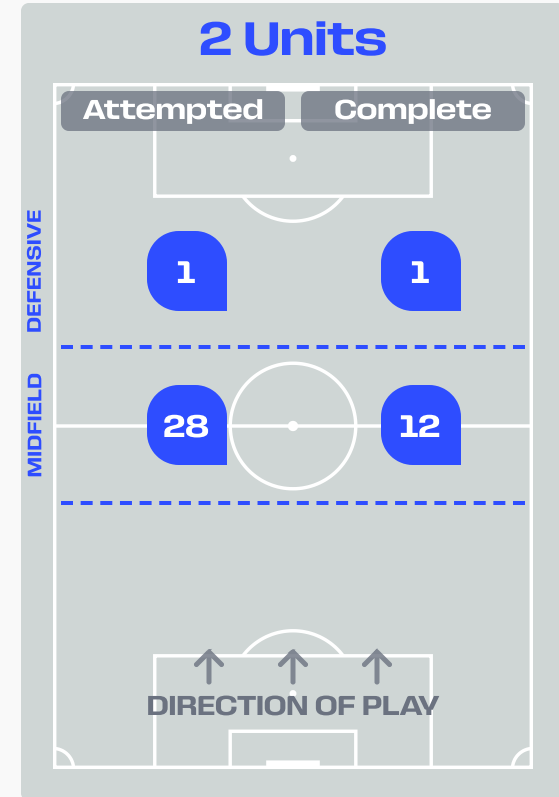 2 Units
Attempted Complete
DEFENSIVE
1 1
MIDFIELD
28 12
DIRECTION OF PLAY